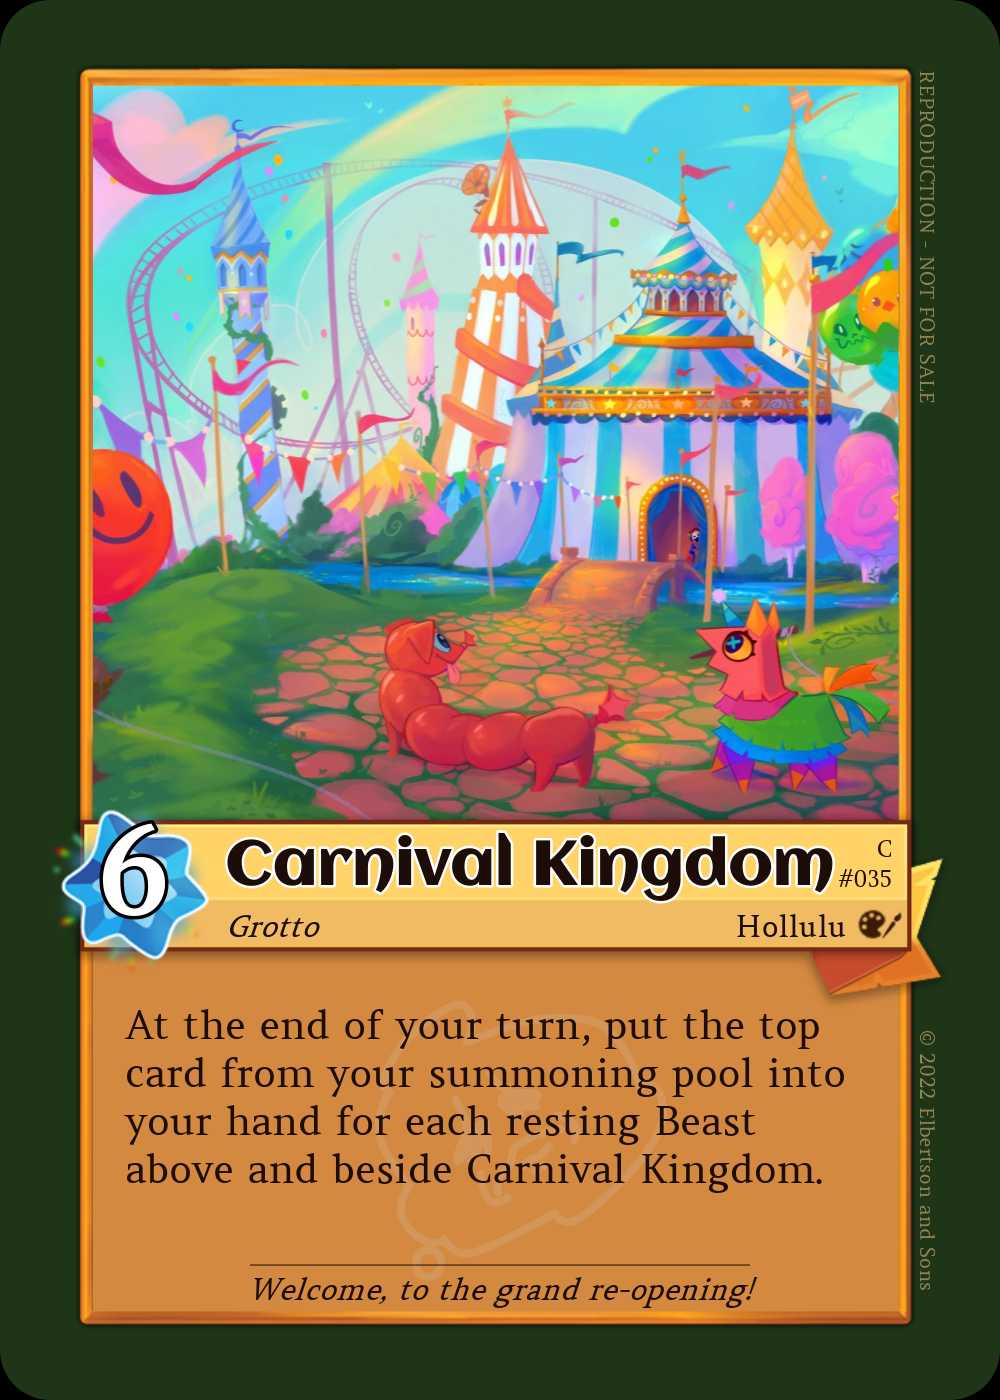 REPRODUCTION - NOT FOR SALE
6
Carnival Kingdom
C
#035
Grotto
Hollulu
At the end of your turn, put the top
card from your summoning pool into
your hand for each resting Beast
above and beside Carnival Kingdom.
Welcome, to the grand re-opening!
© 2022 Elbertson and Sons